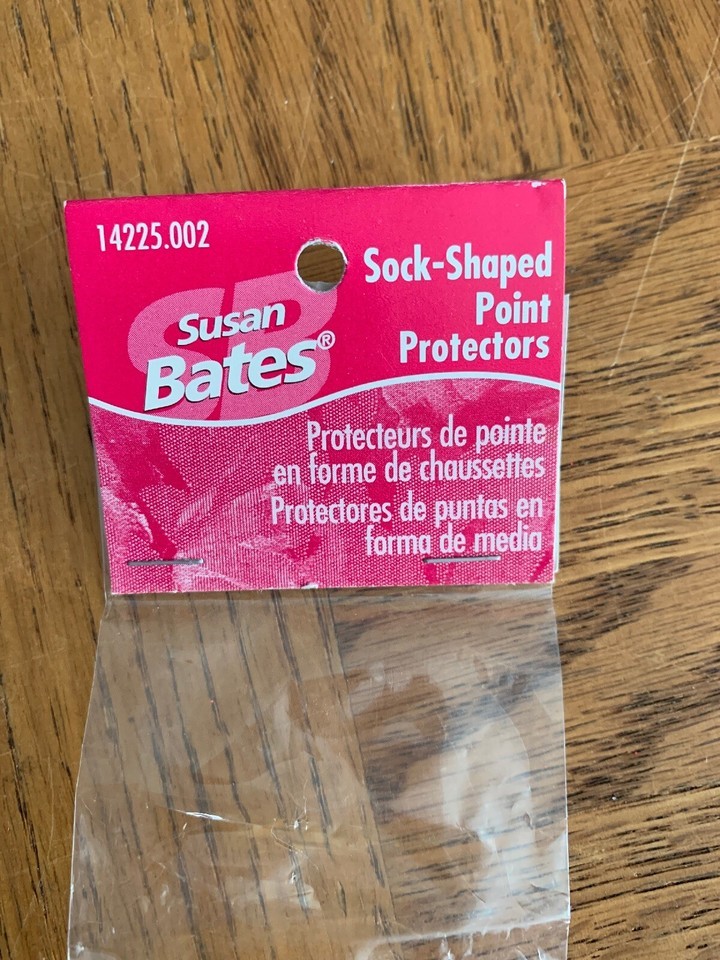 14225.002
SB
Susan
Bates®
Sock-Shaped
Point
Protectors
Protecteurs de pointe
en forme de chaussettes
Protectores de puntas en
forma de media